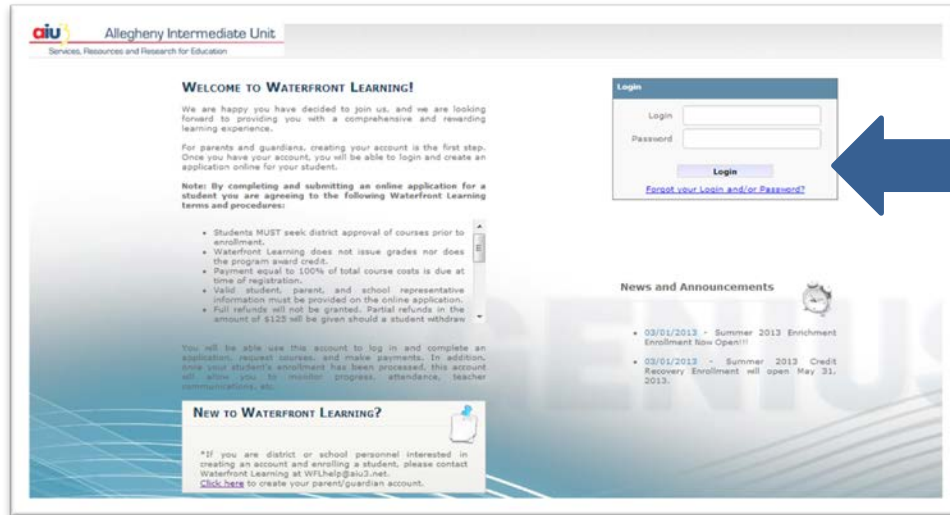 aiu Allegheny Intermediate Unit
Services, Resources and Research for Education
WELCOME TO WATERFRONT LEARNING!
We are happy you have decided to join us, and we are looking
forward to providing you with a comprehensive and rewarding
learning experience.
For parents and guardians, creating your account is the first step.
Once you have your account, you will be able to login and create an
application online for your student.
Note: By completing and submitting an online application for a
student you are agreeing to the following Waterfront Learning
terms and procedures:
• Students MUST seek district approval of courses prior to
enrollment.
• Waterfront Learning does not issue grades nor does
the program award credit.
• Payment equal to 100% of total course costs is due at
time of registration.
• Valid student, parent, and school representative
information must be provided on the online application.
• Full refunds will not be granted. Partial refunds in the
amount of $125 will be given should a student withdraw
You will be able use this account to log in and complete an
application, request courses, and make payments. In addition,
once your student's enrollment has been processed, this account
will allow you to monitor progress, attendance, teacher
communications, etc.
NEW TO WATERFRONT LEARNING?
*If you are district or school personnel interested in
creating an account and enrolling a student, please contact
Waterfront Learning at WFLhelp@aiu3.net.
Click here to create your parent/guardian account.
Login
Login
Password
Login
Forgot your Login and/or Password?
News and Announcements
• 03/01/2013 - Summer 2013 Enrichment
Enrollment Now Open!!!
• 03/01/2013 - Summer 2013 Credit
Recovery Enrollment will open May 31,
2013.
GENIUS